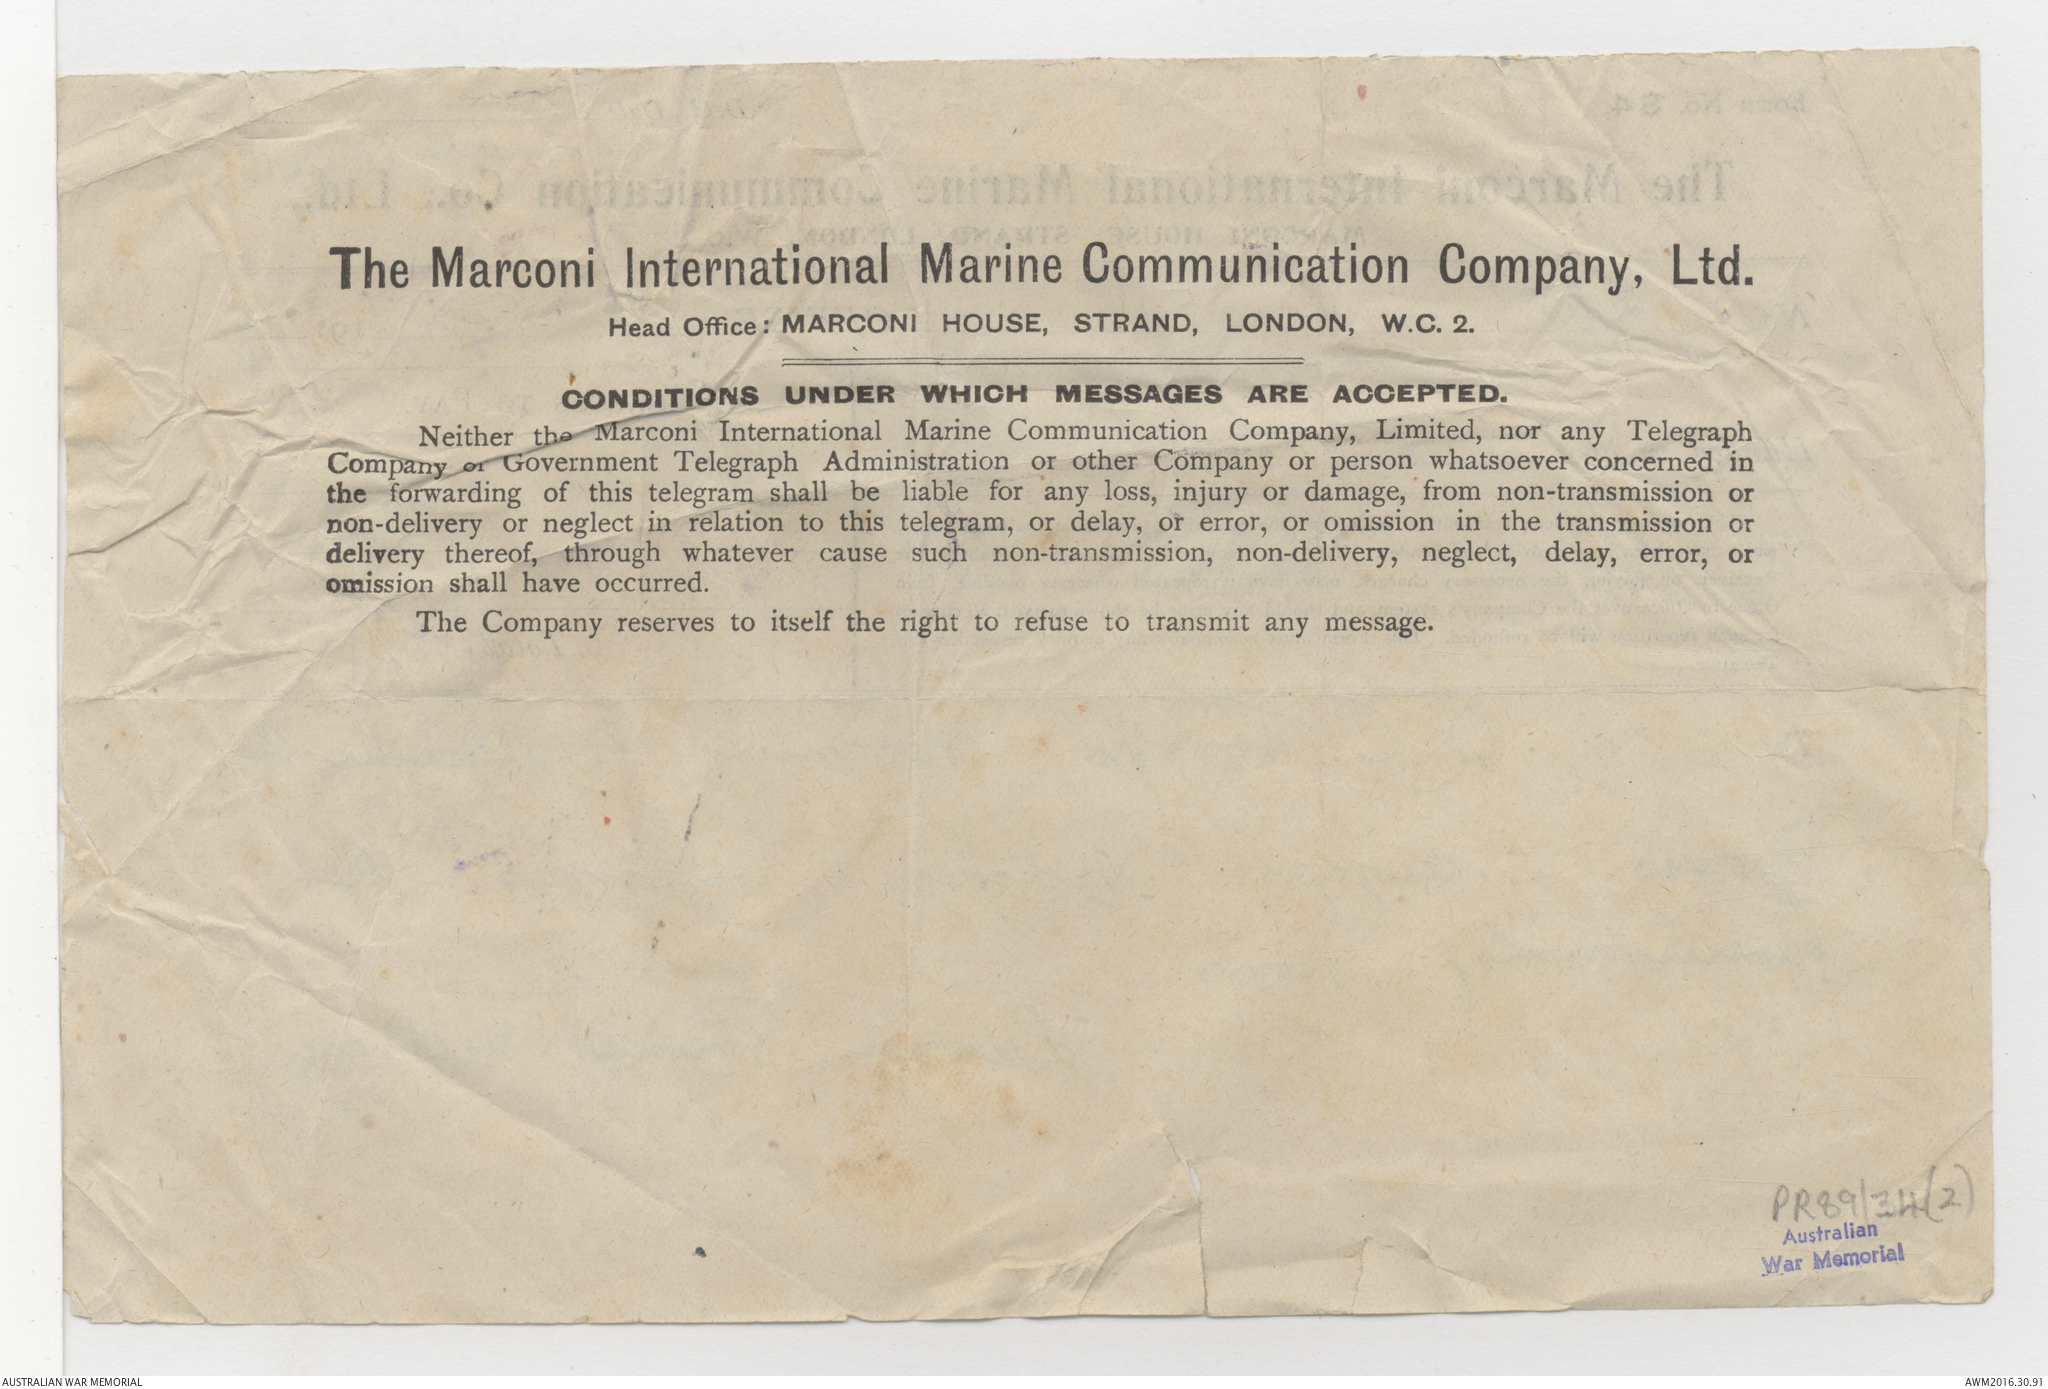 The Marconi International Marine Communication Company, Ltd.
Head Office: MARCONI HOUSE, STRAND, LONDON, W.C. 2.
CONDITIONS UNDER WHICH MESSAGES ARE ACCEPTED.
Neither the Marconi International Marine Communication Company, Limited, nor any Telegraph
Company or Government Telegraph Administration or other Company or person whatsoever concerned in
the forwarding of this telegram shall be liable for any loss, injury or damage, from non-transmission or
non-delivery or neglect in relation to this telegram, or delay, or error, or omission in the transmission or
delivery thereof, through whatever cause such non-transmission, non-delivery, neglect, delay, error, or
omission shall have occurred.
The Company reserves to itself the right to refuse to transmit any message.
PR89/34(2)
Australian
War Memorial
AUSTRALIAN WAR MEMORIAL
AWM2016.30.91